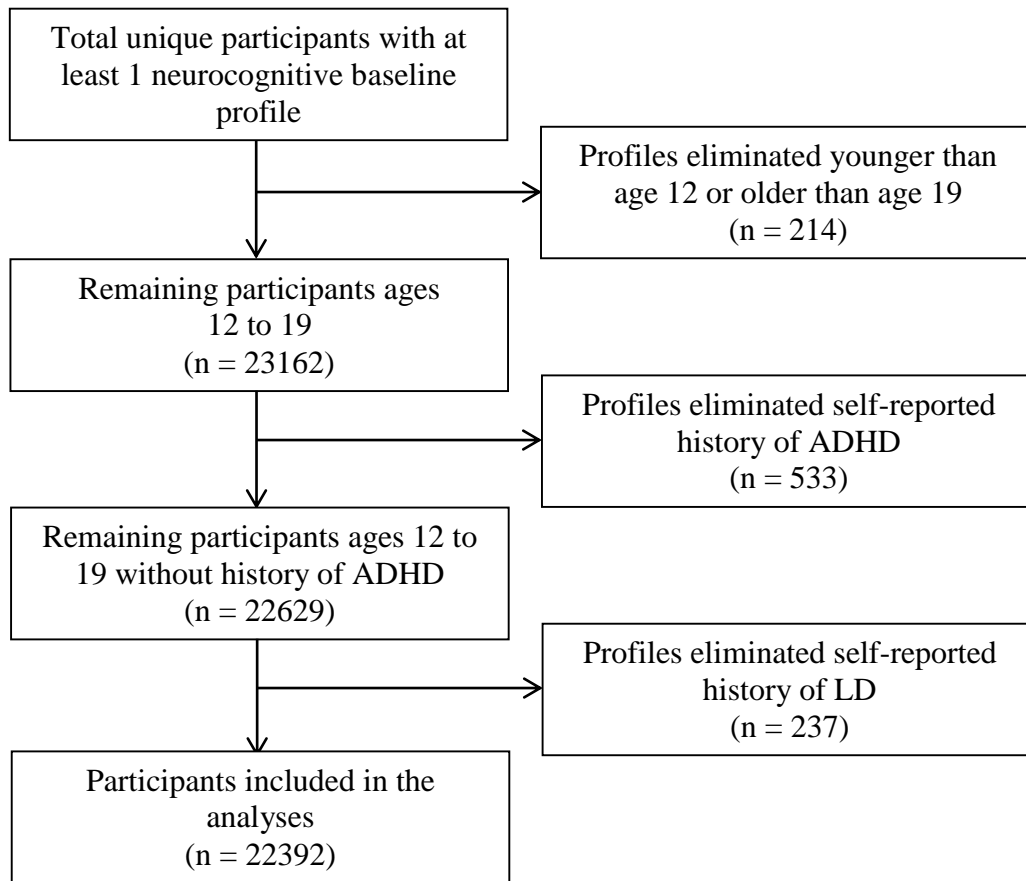 Total unique participants with at
least 1 neurocognitive baseline
profile
Profiles eliminated younger than
age 12 or older than age 19
(n = 214)
Remaining participants ages
12 to 19
(n = 23162)
Profiles eliminated self-reported
history of ADHD
(n = 533)
Remaining participants ages 12 to
19 without history of ADHD
(n = 22629)
Profiles eliminated self-reported
history of LD
(n = 237)
Participants included in the
analyses
(n = 22392)